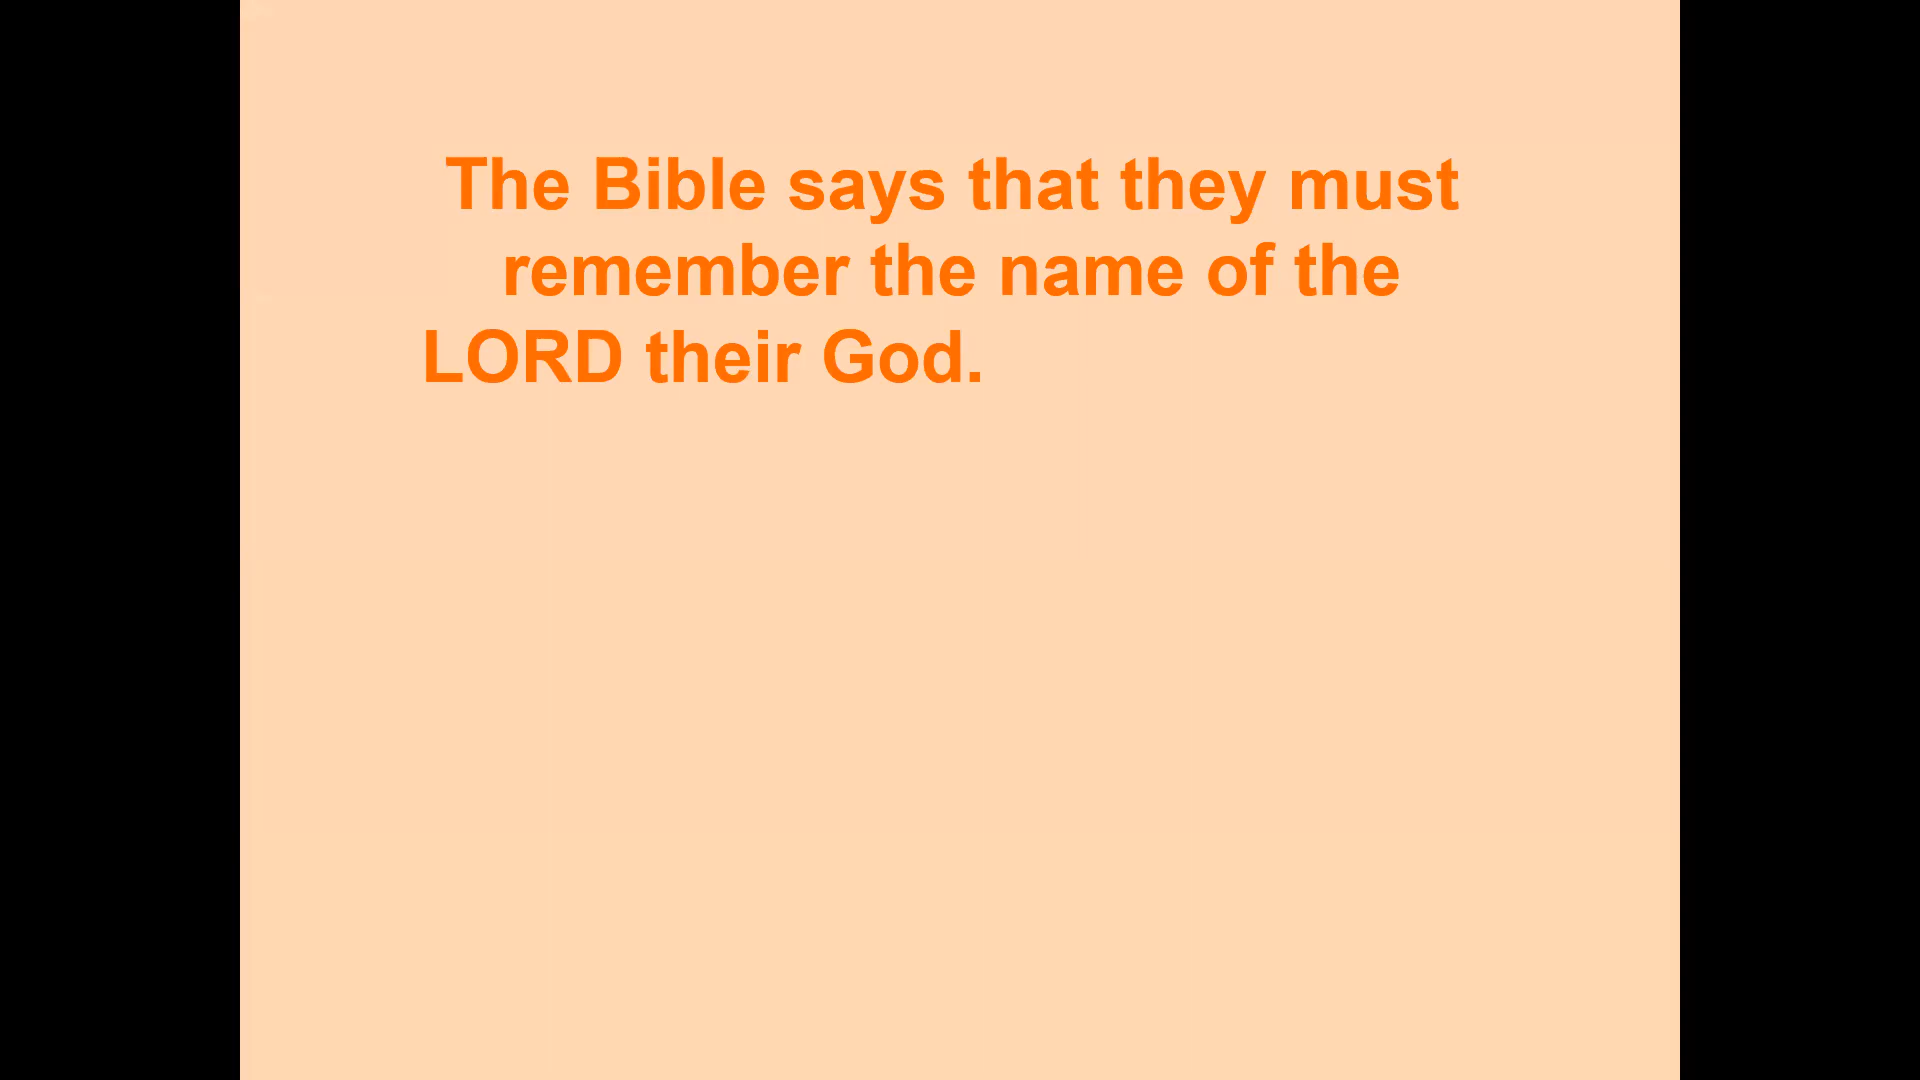 The Bible says that they must
remember the name of the
LORD their God.